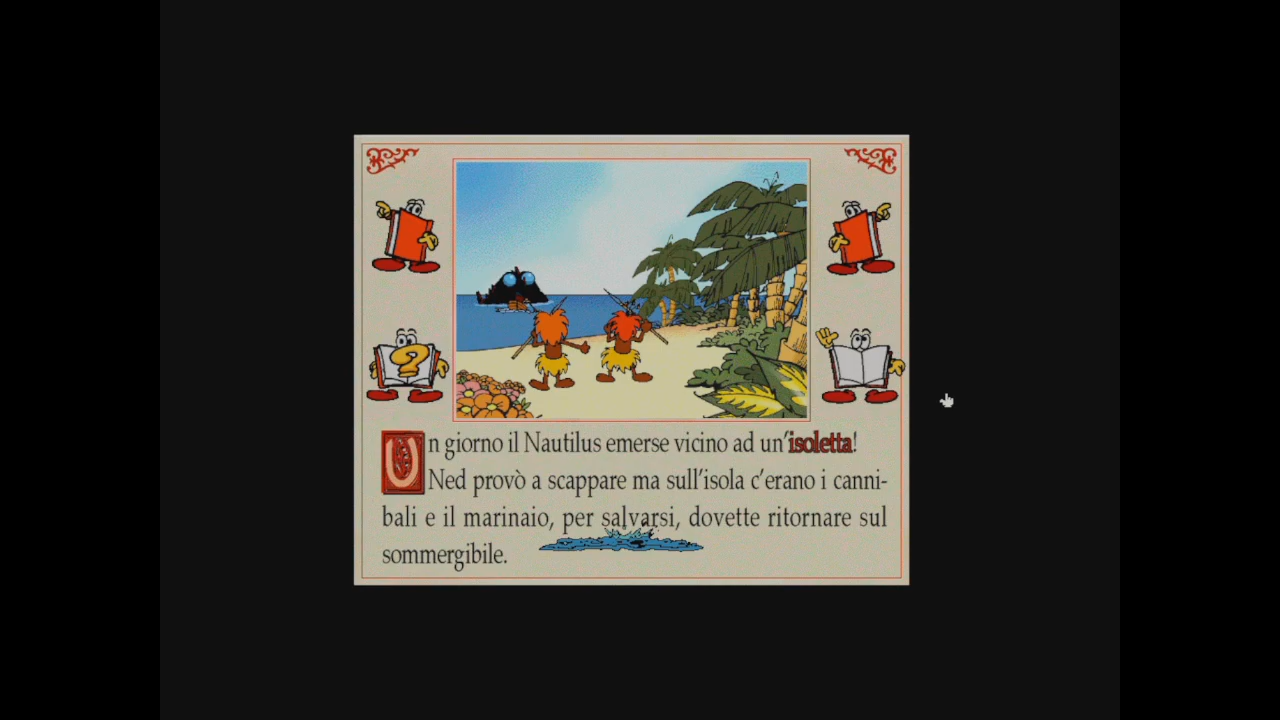 Un giorno il Nautilus emerse vicino ad un'isoletta!
Ned provò a scappare ma sull'isola c'erano i canni-
bali e il marinaio, per salvarsi, dovette ritornare sul
sommergibile.
?